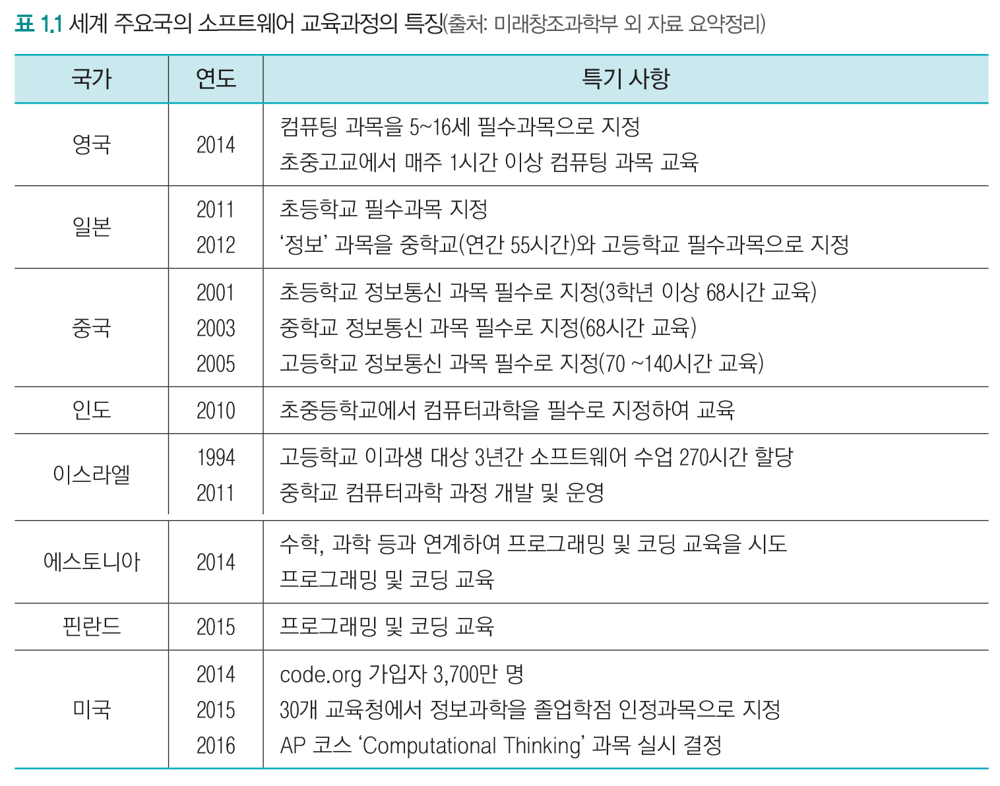 표 1.1 세계 주요국의 소프트웨어 교육과정의 특징(출처: 미래창조과학부 외 자료 요약정리)
국가 연도 특기 사항
영국 2014 컴퓨팅 과목을 5~16세 필수과목으로 지정
초중고교에서 매주 1시간 이상 컴퓨팅 과목 교육
일본 2011 초등학교 필수과목 지정
2012 ‘정보’ 과목을 중학교(연간 55시간)와 고등학교 필수과목으로 지정
중국 2001 초등학교 정보통신 과목 필수로 지정(3학년 이상 68시간 교육)
2003 중학교 정보통신 과목 필수로 지정(68시간 교육)
2005 고등학교 정보통신 과목 필수로 지정(70 ~140시간 교육)
인도 2010 초중등학교에서 컴퓨터과학을 필수로 지정하여 교육
이스라엘 1994 고등학교 이과생 대상 3년간 소프트웨어 수업 270시간 할당
2011 중학교 컴퓨터과학 과정 개발 및 운영
에스토니아 2014 수학, 과학 등과 연계하여 프로그래밍 및 코딩 교육을 시도
프로그래밍 및 코딩 교육
핀란드 2015 프로그래밍 및 코딩 교육
미국 2014 code.org 가입자 3,700만 명
2015 30개 교육청에서 정보과학을 졸업학점 인정과목으로 지정
2016 AP 코스 ‘Computational Thinking’ 과목 실시 결정